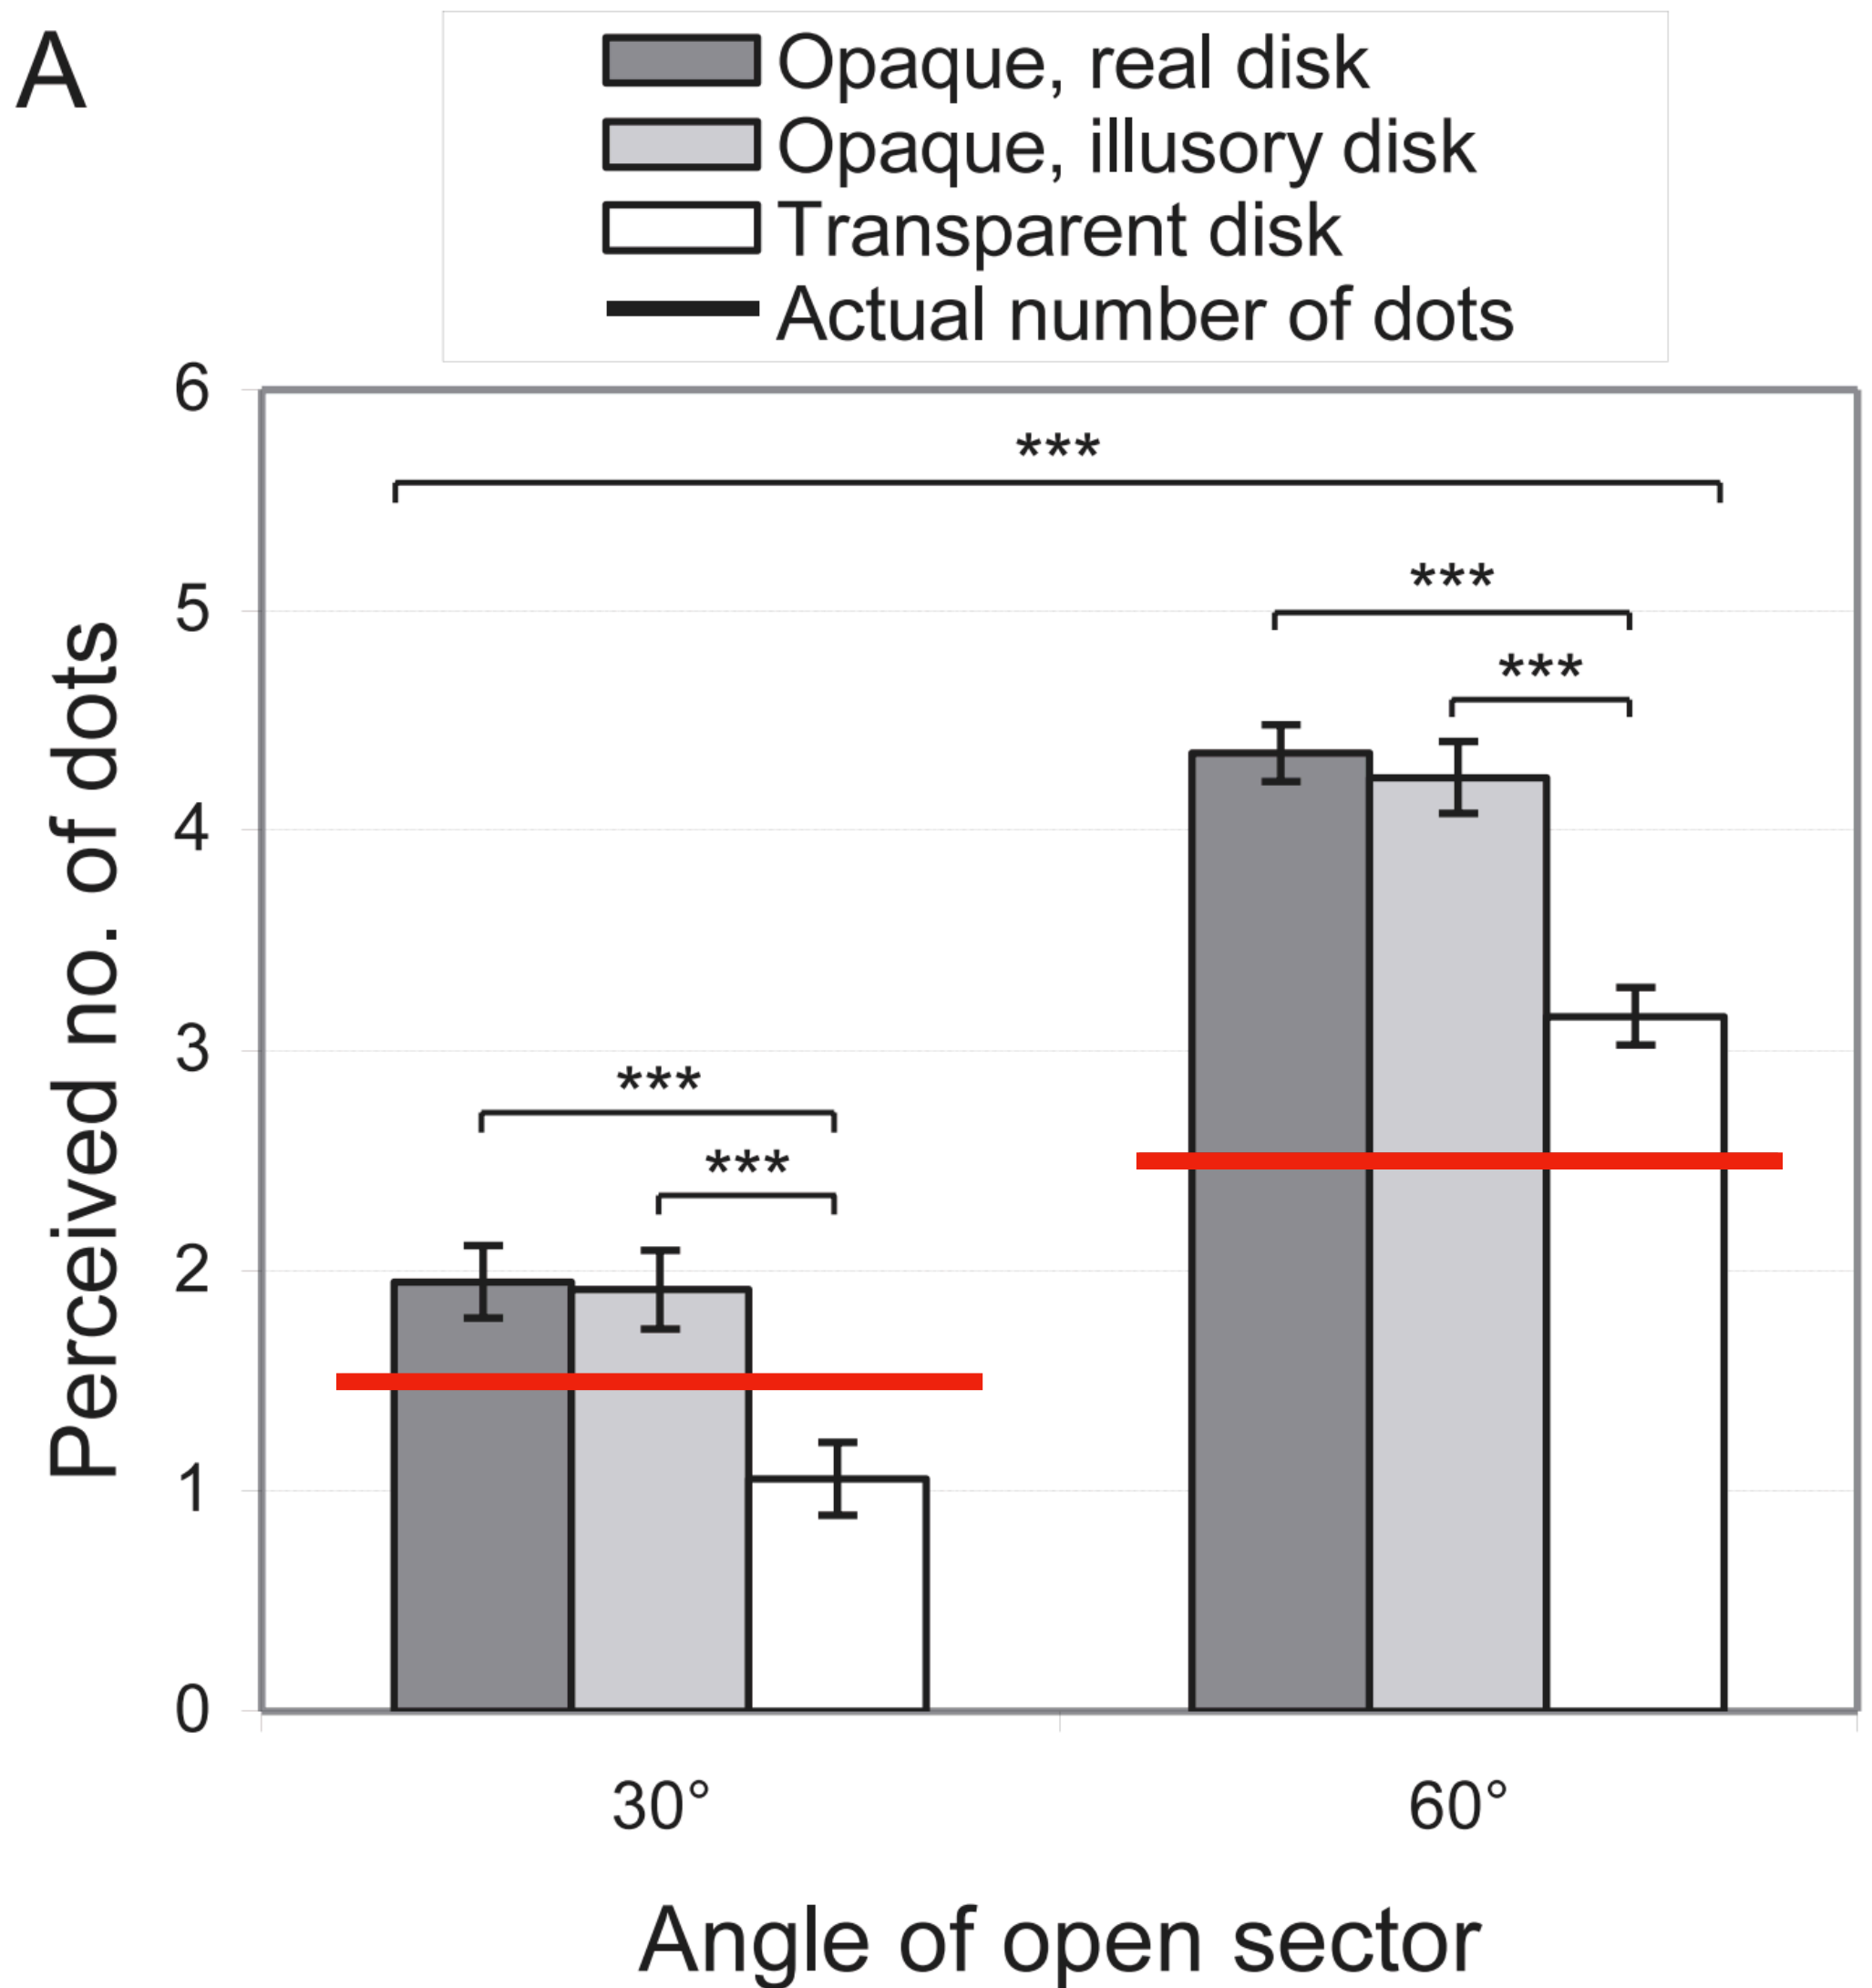 A
Opaque, real disk
Opaque, illusory disk
Transparent disk
Actual number of dots
Perceived no. of dots
6
5
4
3
2
1
0
***
***
***
***
***
30°
60°
Angle of open sector